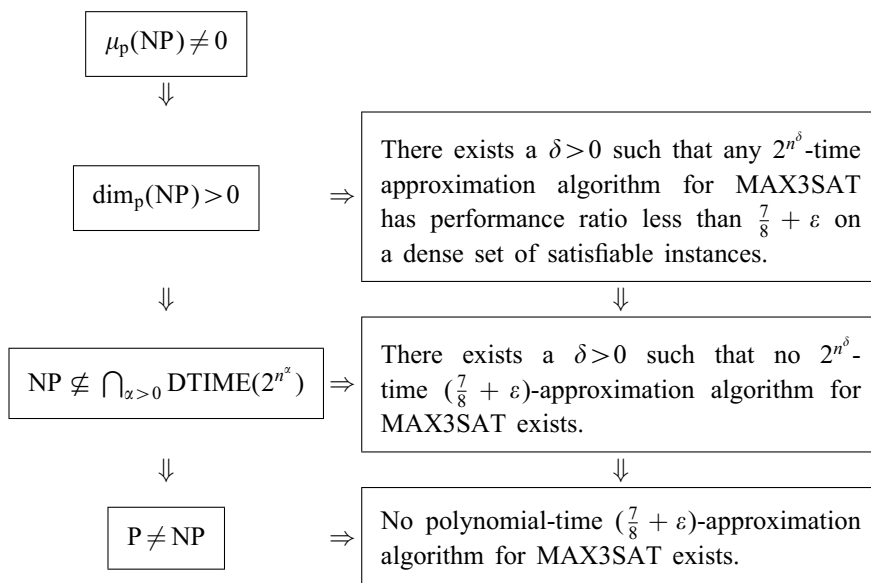 μₚ(NP) ≠ 0
⇓
dimₚ(NP) > 0
⇒
There exists a δ > 0 such that any 2^{n^δ}-time
approximation algorithm for MAX3SAT
has performance ratio less than 7/8 + ε on
a dense set of satisfiable instances.
⇓ ⇓
NP ⊈ ⋂_{α>0} DTIME(2^{n^α})
⇒
There exists a δ > 0 such that no 2^{n^δ}-
time (7/8 + ε)-approximation algorithm for
MAX3SAT exists.
⇓ ⇓
P ≠ NP
⇒
No polynomial-time (7/8 + ε)-approximation
algorithm for MAX3SAT exists.